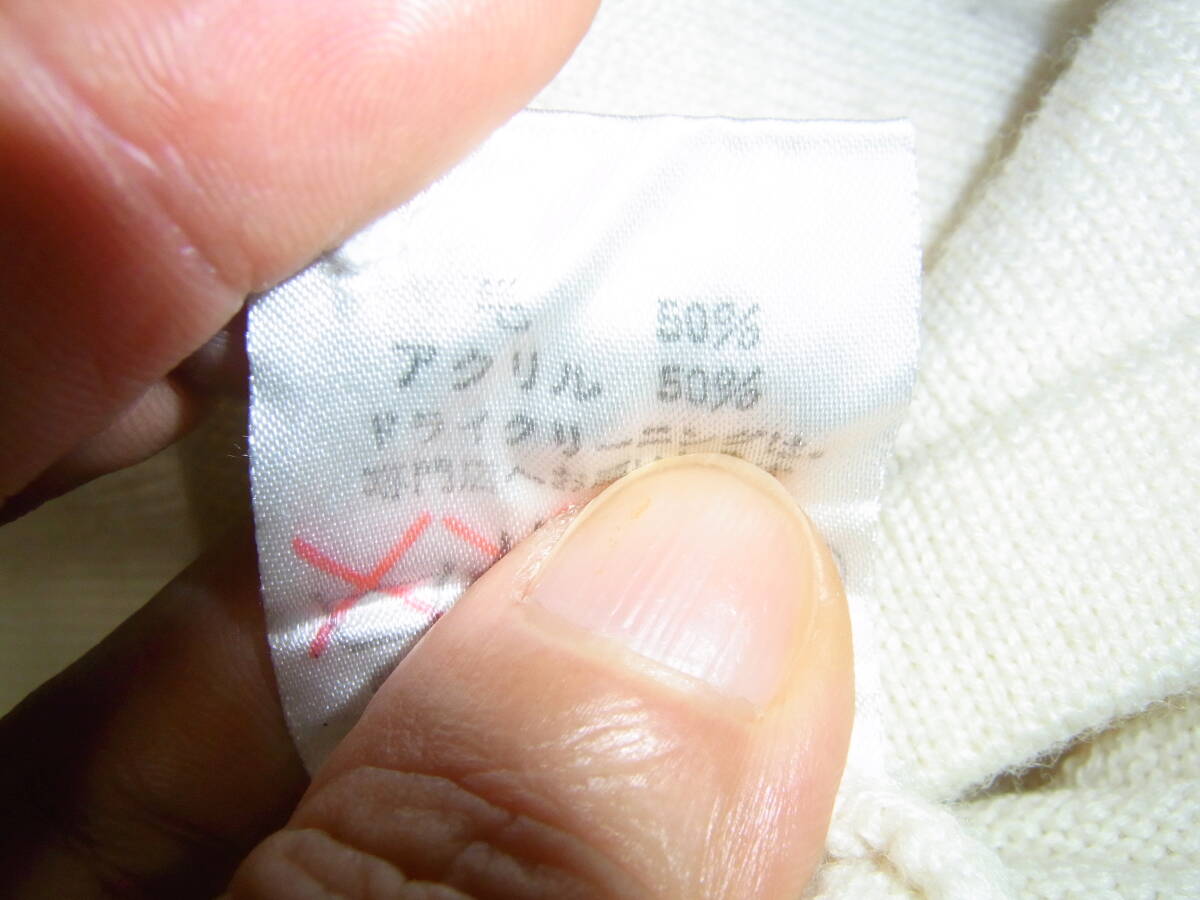 毛 50%
アクリル 50%
ドライクリーニングは、
専門店へ